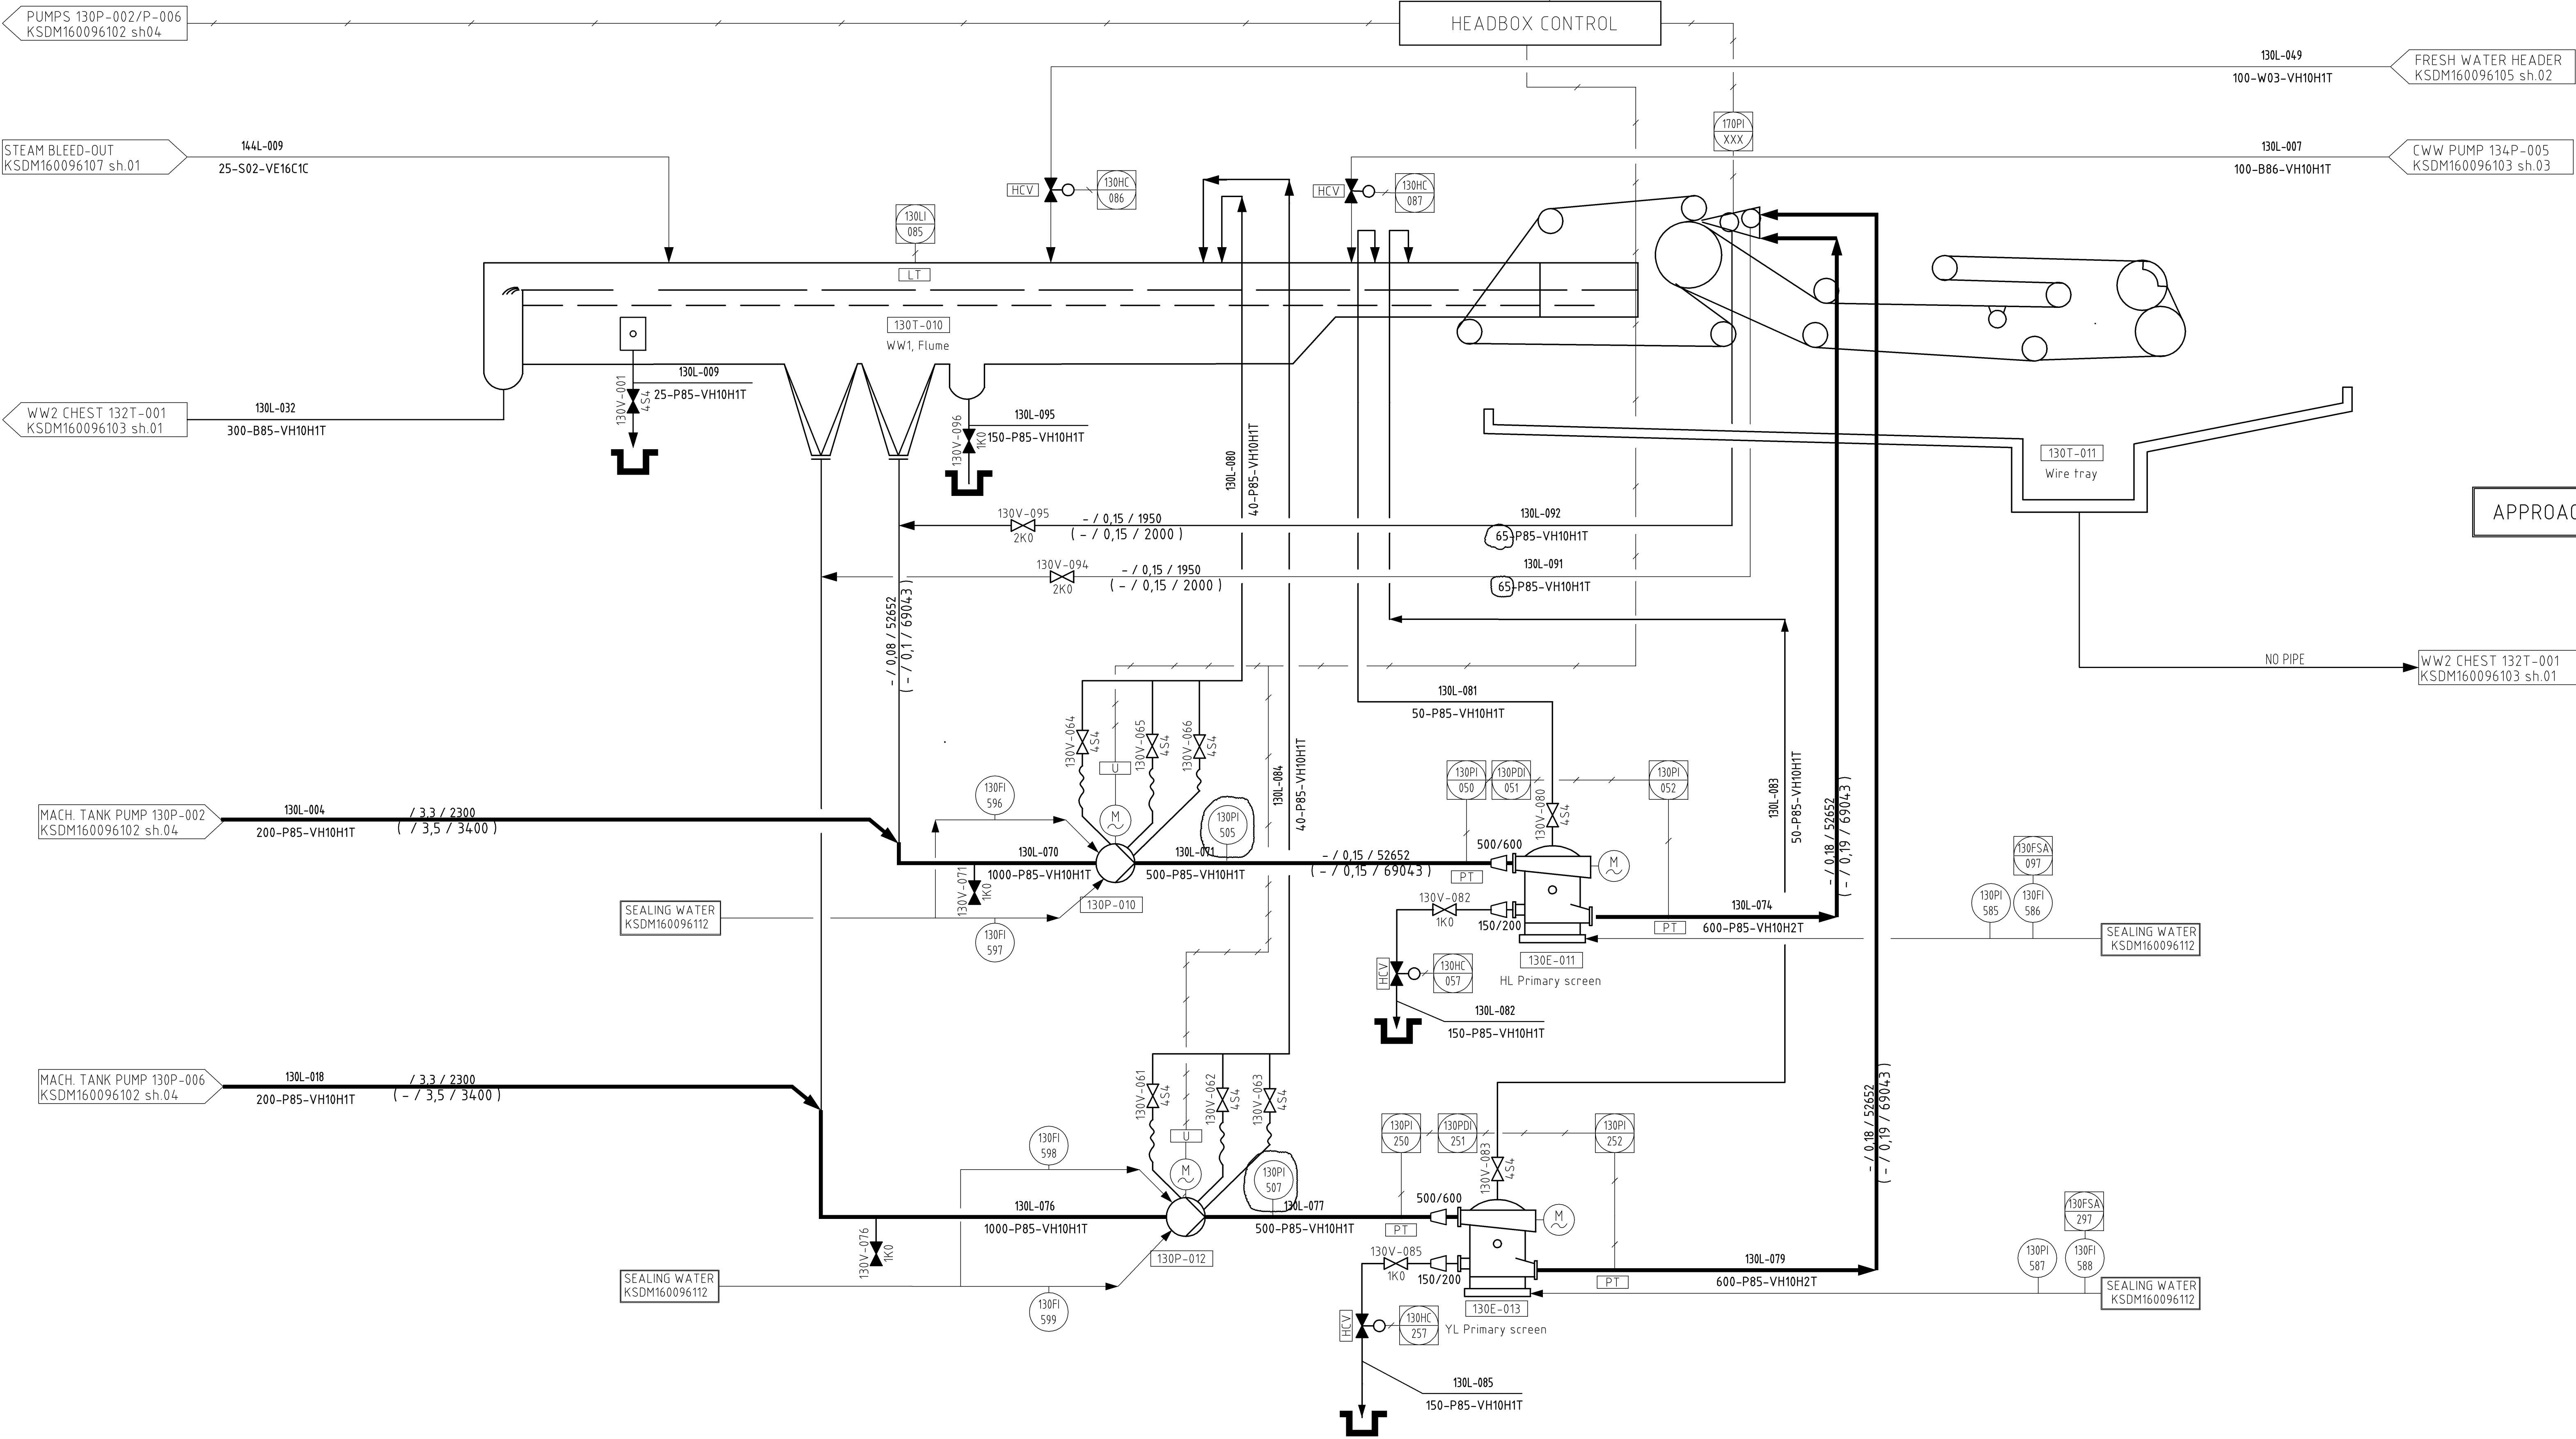 PUMPS 130P-002/P-006
KSDM160096102 sh04
HEADBOX CONTROL
130L-049
100-W03-VH10H1T
FRESH WATER HEADER
KSDM160096105 sh.02
STEAM BLEED-OUT
KSDM160096107 sh.01
144L-009
25-S02-VE16C1C
170PI
XXX
130L-007
100-B86-VH10H1T
CWW PUMP 134P-005
KSDM160096103 sh.03
HCV
130HC
086
HCV
130HC
087
130LI
085
LT
130T-010
WW1, Flume
WW2 CHEST 132T-001
KSDM160096103 sh.01
130L-032
300-B85-VH10H1T
130V-001
4S4
130L-009
25-P85-VH10H1T
130V-096
1K0
130L-095
150-P85-VH10H1T
130L-080
40-P85-VH10H1T
130T-011
Wire tray
APPROAC
130V-095
2K0
- / 0,15 / 1950
( - / 0,15 / 2000 )
130L-092
65-P85-VH10H1T
130V-094
2K0
- / 0,15 / 1950
( - / 0,15 / 2000 )
130L-091
65-P85-VH10H1T
- / 0,08 / 52652
( - / 0,1 / 69043 )
NO PIPE
WW2 CHEST 132T-001
KSDM160096103 sh.01
130L-081
50-P85-VH10H1T
130V-064
4S4
130V-065
4S4
130V-066
4S4
U
M
130L-084
40-P85-VH10H1T
130L-083
50-P85-VH10H1T
- / 0,18 / 52652
( - / 0,19 / 69043 )
130PI
050
130PDI
051
130PI
052
130V-080
4S4
MACH. TANK PUMP 130P-002
KSDM160096102 sh.04
130L-004
200-P85-VH10H1T
/ 3,3 / 2300
( / 3,5 / 3400 )
130FI
596
130PI
505
130L-070
1000-P85-VH10H1T
130L-071
500-P85-VH10H1T
- / 0,15 / 52652
( - / 0,15 / 69043 )
500/600
PT
M
130V-071
1K0
130P-010
SEALING WATER
KSDM160096112
130FI
597
130V-082
1K0
150/200
130L-074
600-P85-VH10H2T
PT
130FSA
097
130PI
585
130FI
586
SEALING WATER
KSDM160096112
130E-011
HL Primary screen
HCV
130HC
057
130L-082
150-P85-VH10H1T
MACH. TANK PUMP 130P-006
KSDM160096102 sh.04
130L-018
200-P85-VH10H1T
/ 3,3 / 2300
( - / 3,5 / 3400 )
130V-061
4S4
130V-062
4S4
130V-063
4S4
U
M
130FI
598
130PI
507
130PI
250
130PDI
251
130PI
252
130V-083
4S4
- / 0,18 / 52652
( - / 0,19 / 69043 )
130L-076
1000-P85-VH10H1T
130L-077
500-P85-VH10H1T
500/600
PT
M
130V-076
1K0
130P-012
130V-085
1K0
150/200
130L-079
600-P85-VH10H2T
PT
130FSA
297
130PI
587
130FI
588
SEALING WATER
KSDM160096112
SEALING WATER
KSDM160096112
130FI
599
130E-013
YL Primary screen
HCV
130HC
257
130L-085
150-P85-VH10H1T